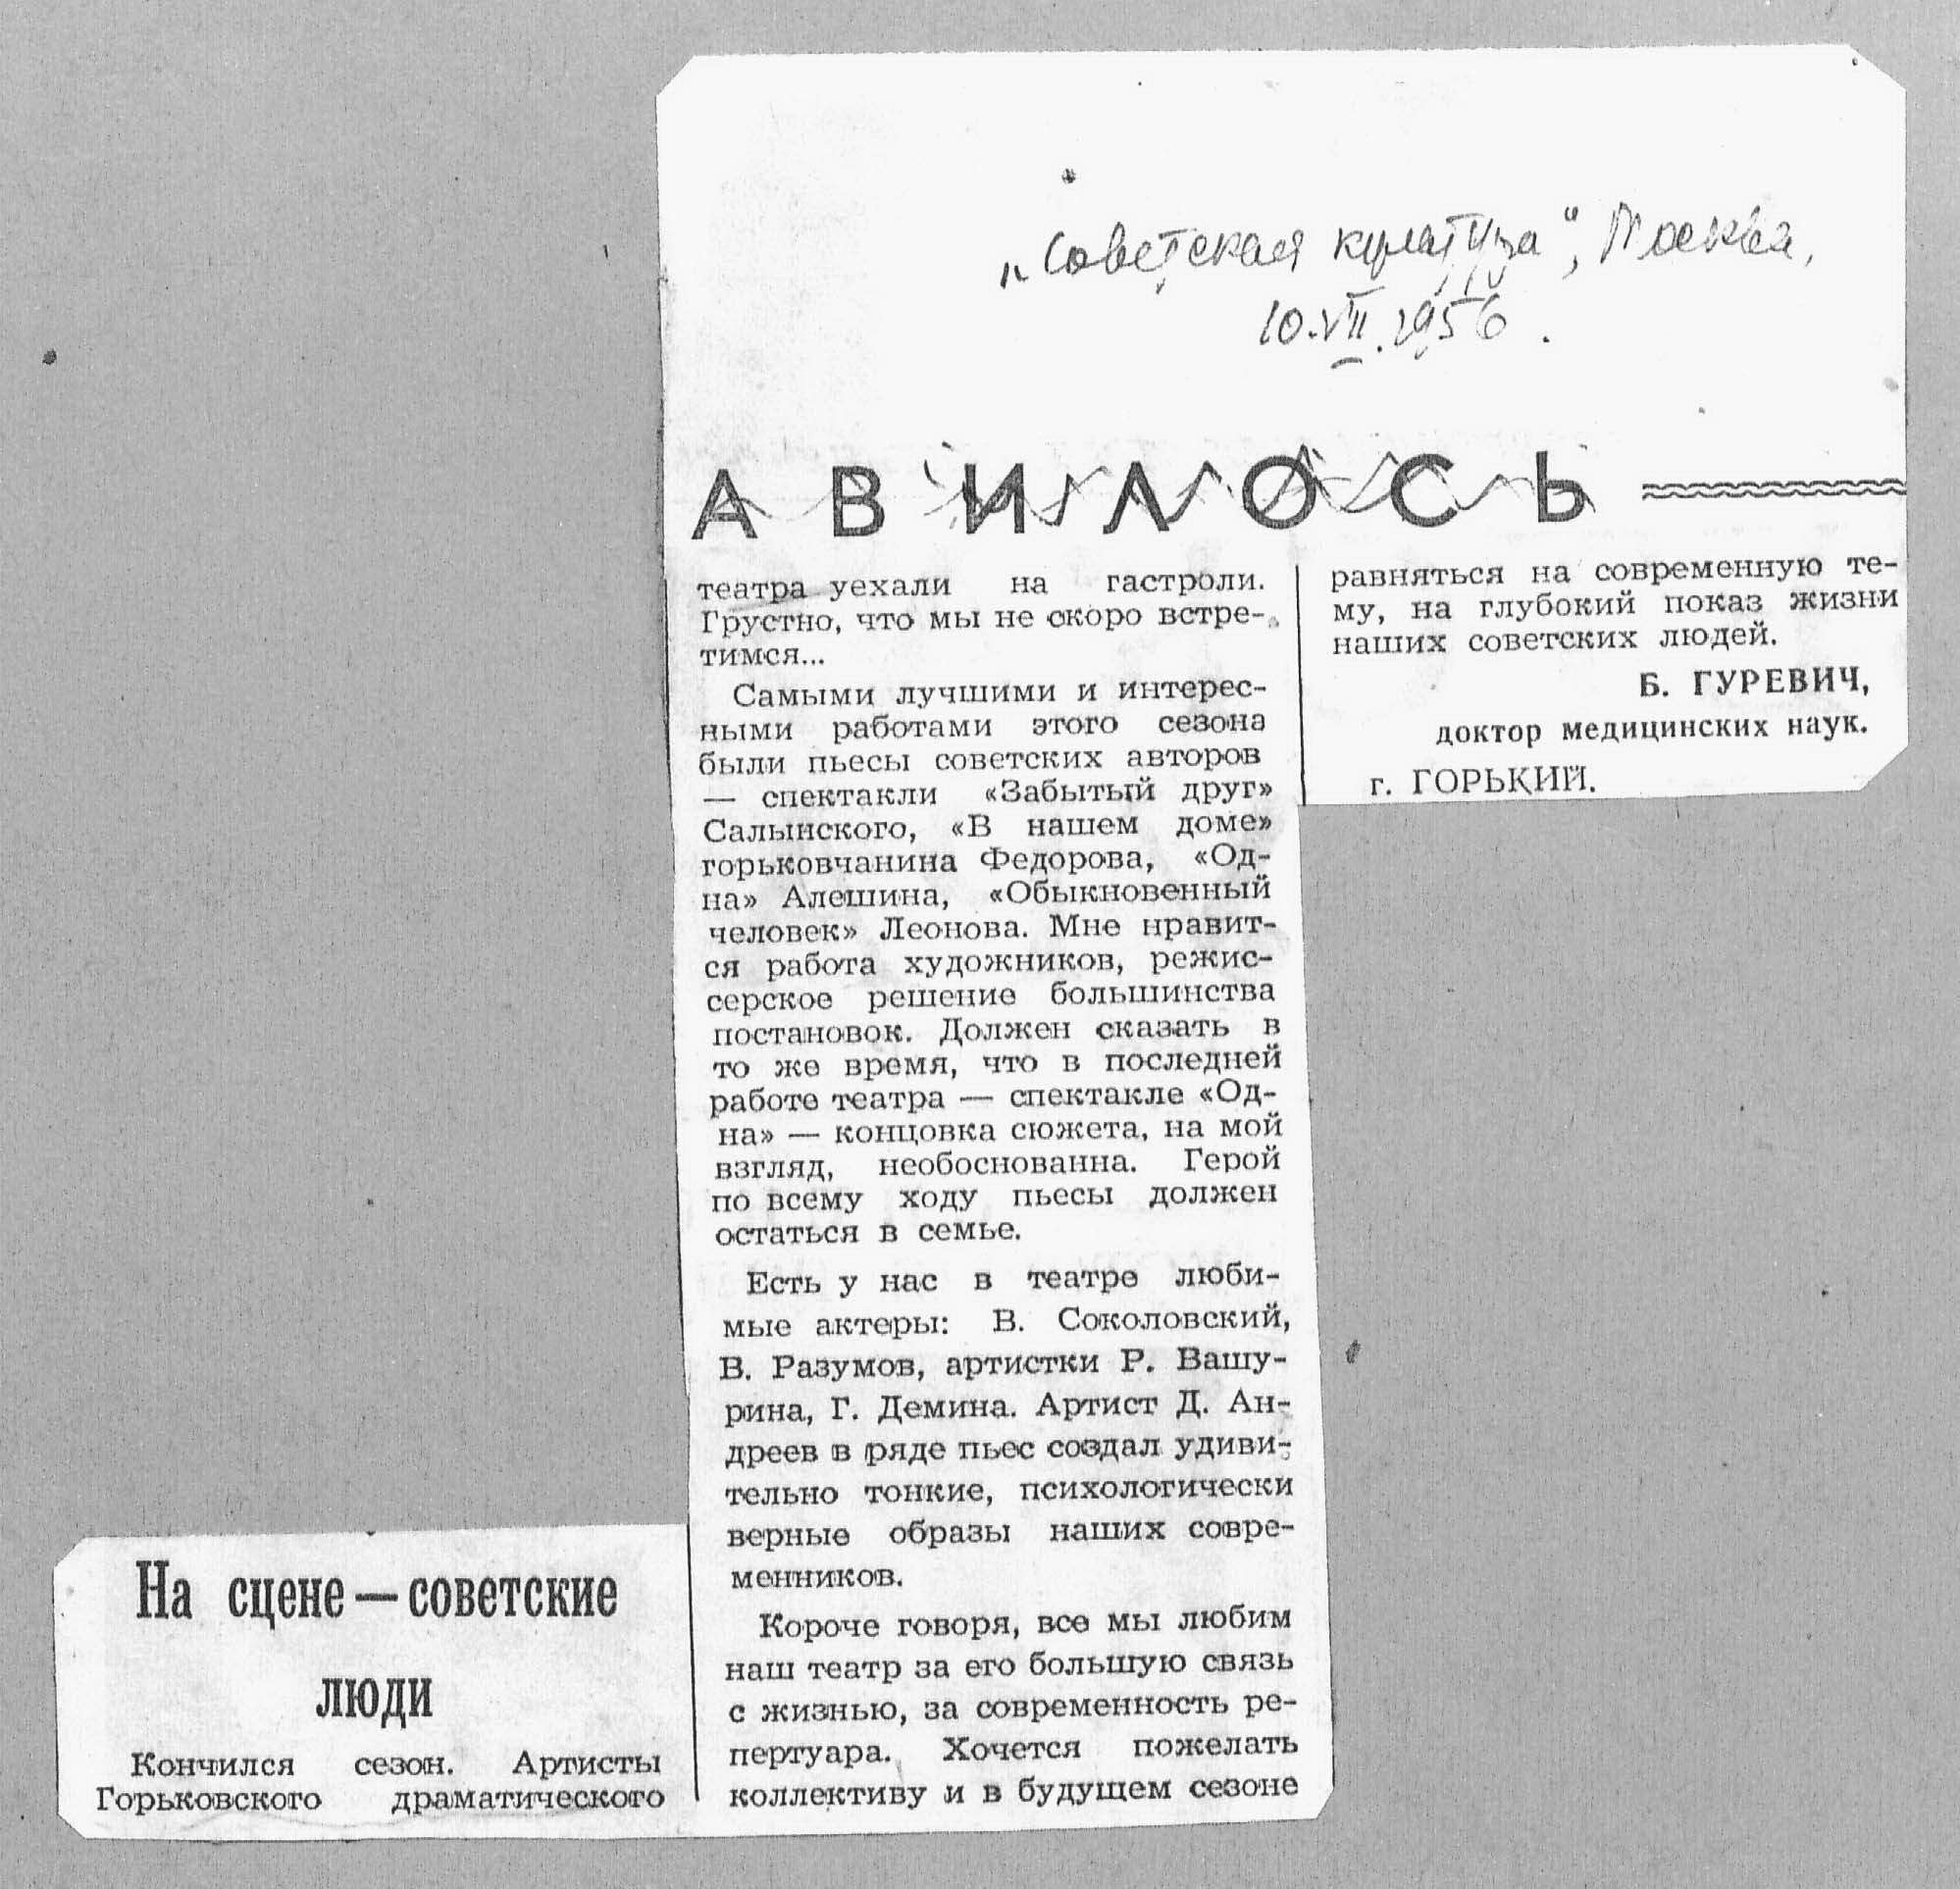 „Советская культура", Москва,
10.VII.1956.
АВИЛОСЬ
На сцене — советские
люди
Кончился сезон. Артисты
Горьковского драматического
театра уехали на гастроли.
Грустно, что мы не скоро встре-
тимся...
Самыми лучшими и интерес-
ными работами этого сезона
были пьесы советских авторов
— спектакли «Забытый друг»
Салынского, «В нашем доме»
горьковчанина Федорова, «Од-
на» Алешина, «Обыкновенный
человек» Леонова. Мне нравит-
ся работа художников, режис-
серское решение большинства
постановок. Должен сказать в
то же время, что в последней
работе театра — спектакле «Од-
на» — концовка сюжета, на мой
взгляд, необоснованна. Герой
по всему ходу пьесы должен
остаться в семье.
Есть у нас в театре люби-
мые актеры: В. Соколовский,
В. Разумов, артистки Р. Вашу-
рина, Г. Демина. Артист Д. Ан-
дреев в ряде пьес создал удиви-
тельно тонкие, психологически
верные образы наших совре-
менников.
Короче говоря, все мы любим
наш театр за его большую связь
с жизнью, за современность ре-
пертуара. Хочется пожелать
коллективу и в будущем сезоне
равняться на современную те-
му, на глубокий показ жизни
наших советских людей.
Б. ГУРЕВИЧ,
доктор медицинских наук.
г. ГОРЬКИЙ.